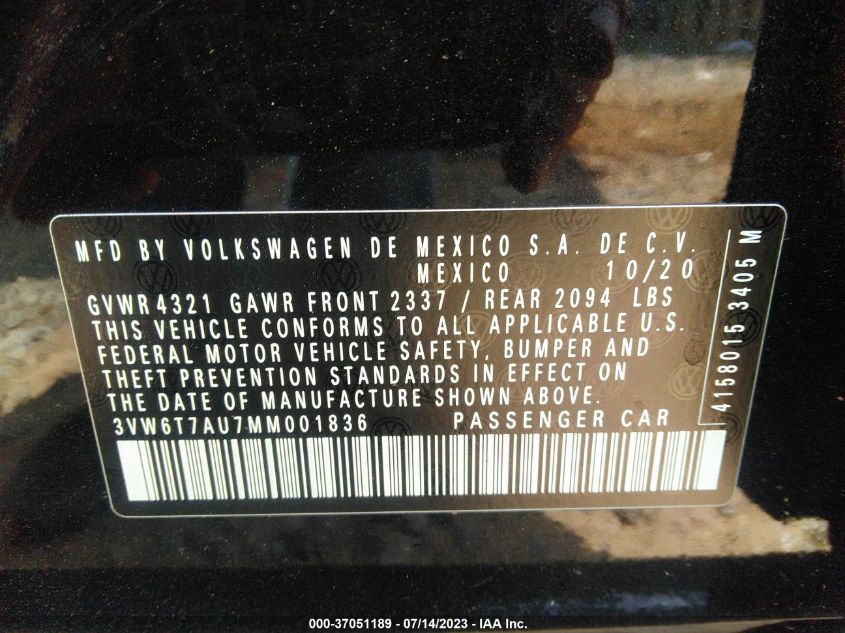 MFD BY VOLKSWAGEN DE MEXICO S.A. DE C.V.
MEXICO 10/20
GVWR 4321 GAWR FRONT 2337 / REAR 2094 LBS
THIS VEHICLE CONFORMS TO ALL APPLICABLE U.S.
FEDERAL MOTOR VEHICLE SAFETY, BUMPER AND
THEFT PREVENTION STANDARDS IN EFFECT ON
THE DATE OF MANUFACTURE SHOWN ABOVE.
3VW6T7AU7MM001836 PASSENGER CAR
4158015 3405 M
000-37051189 - 07/14/2023 - IAA Inc.